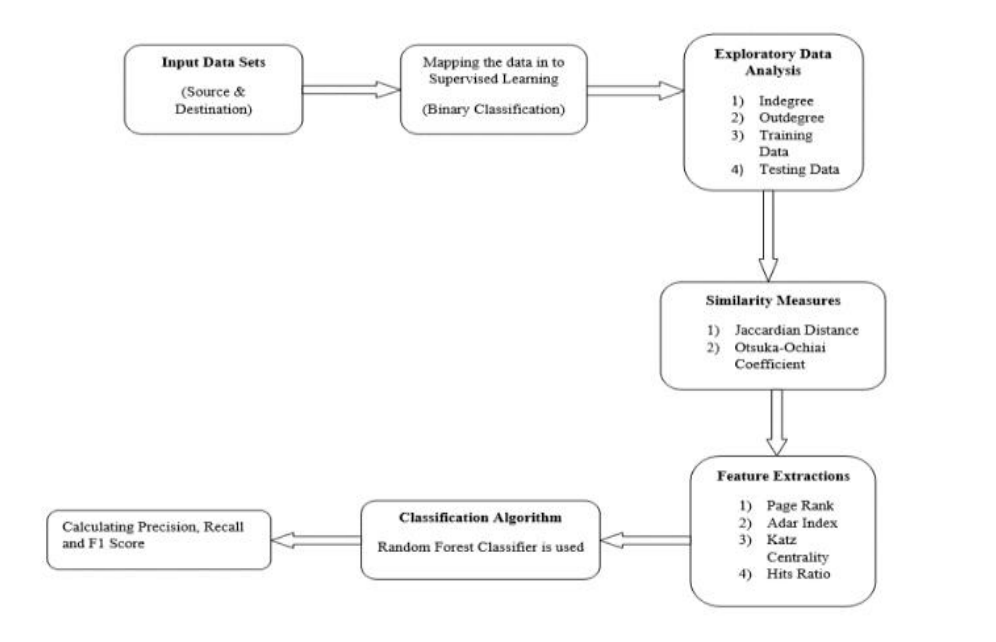 Input Data Sets
(Source &
Destination)
Mapping the data in to
Supervised Learning
(Binary Classification)
Exploratory Data
Analysis
1) Indegree
2) Outdegree
3) Training
Data
4) Testing Data
Similarity Measures
1) Jaccardian Distance
2) Otsuka-Ochiai
Coefficient
Feature Extractions
1) Page Rank
2) Adar Index
3) Katz
Centrality
4) Hits Ratio
Classification Algorithm
Random Forest Classifier is used
Calculating Precision, Recall
and F1 Score